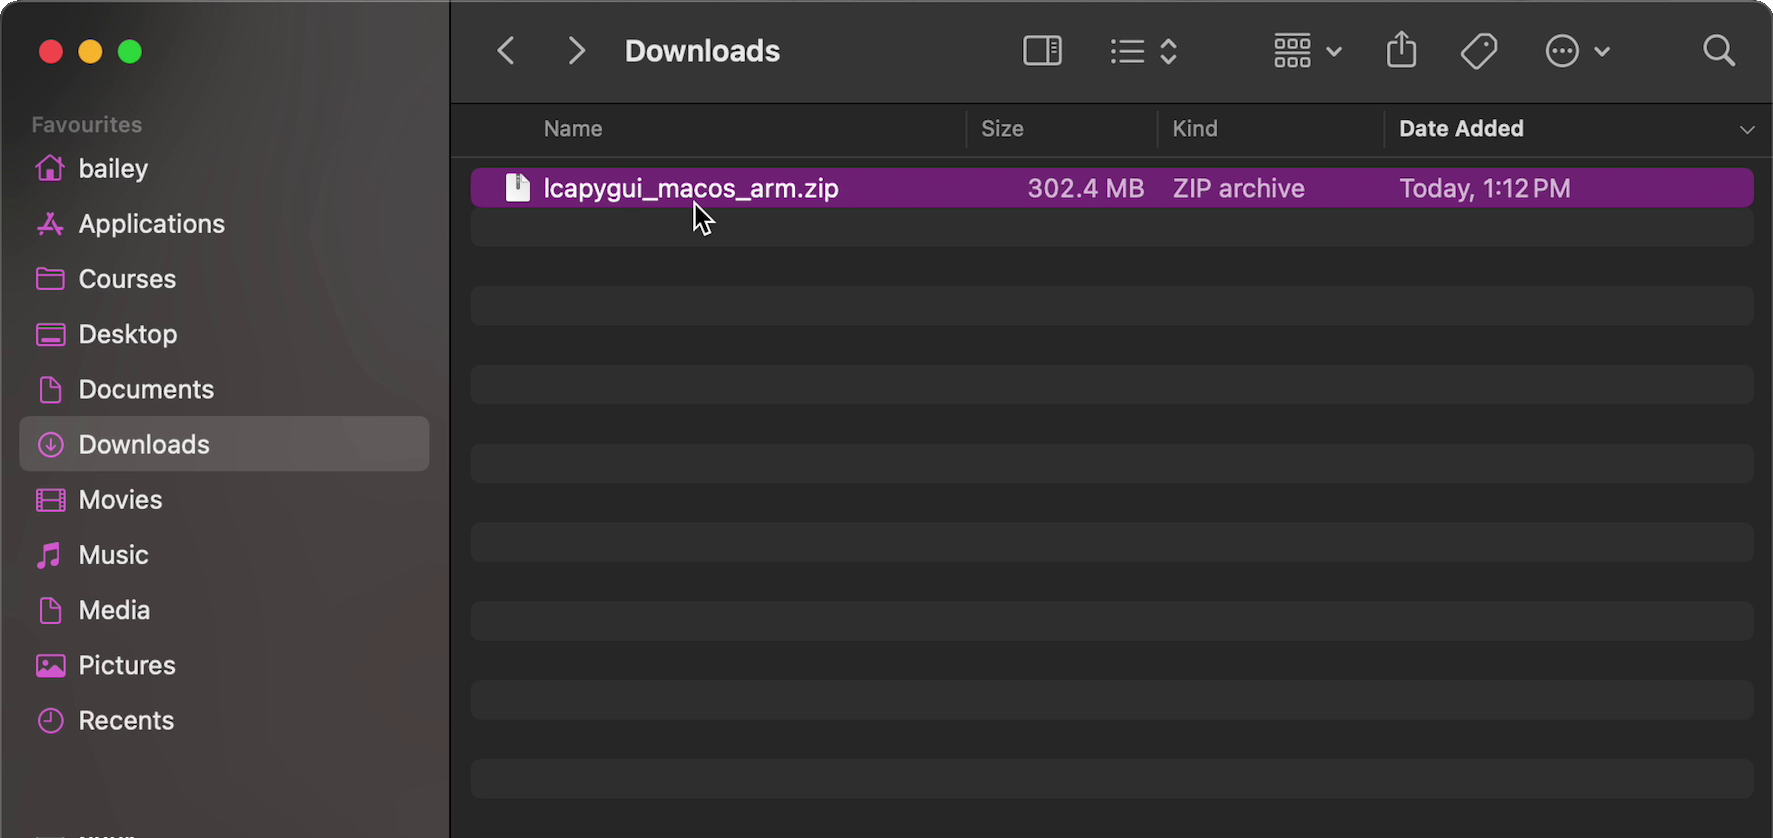 Downloads
Favourites
bailey
Applications
Courses
Desktop
Documents
Downloads
Movies
Music
Media
Pictures
Recents
Name Size Kind Date Added
lcapygui_macos_arm.zip 302.4 MB ZIP archive Today, 1:12 PM